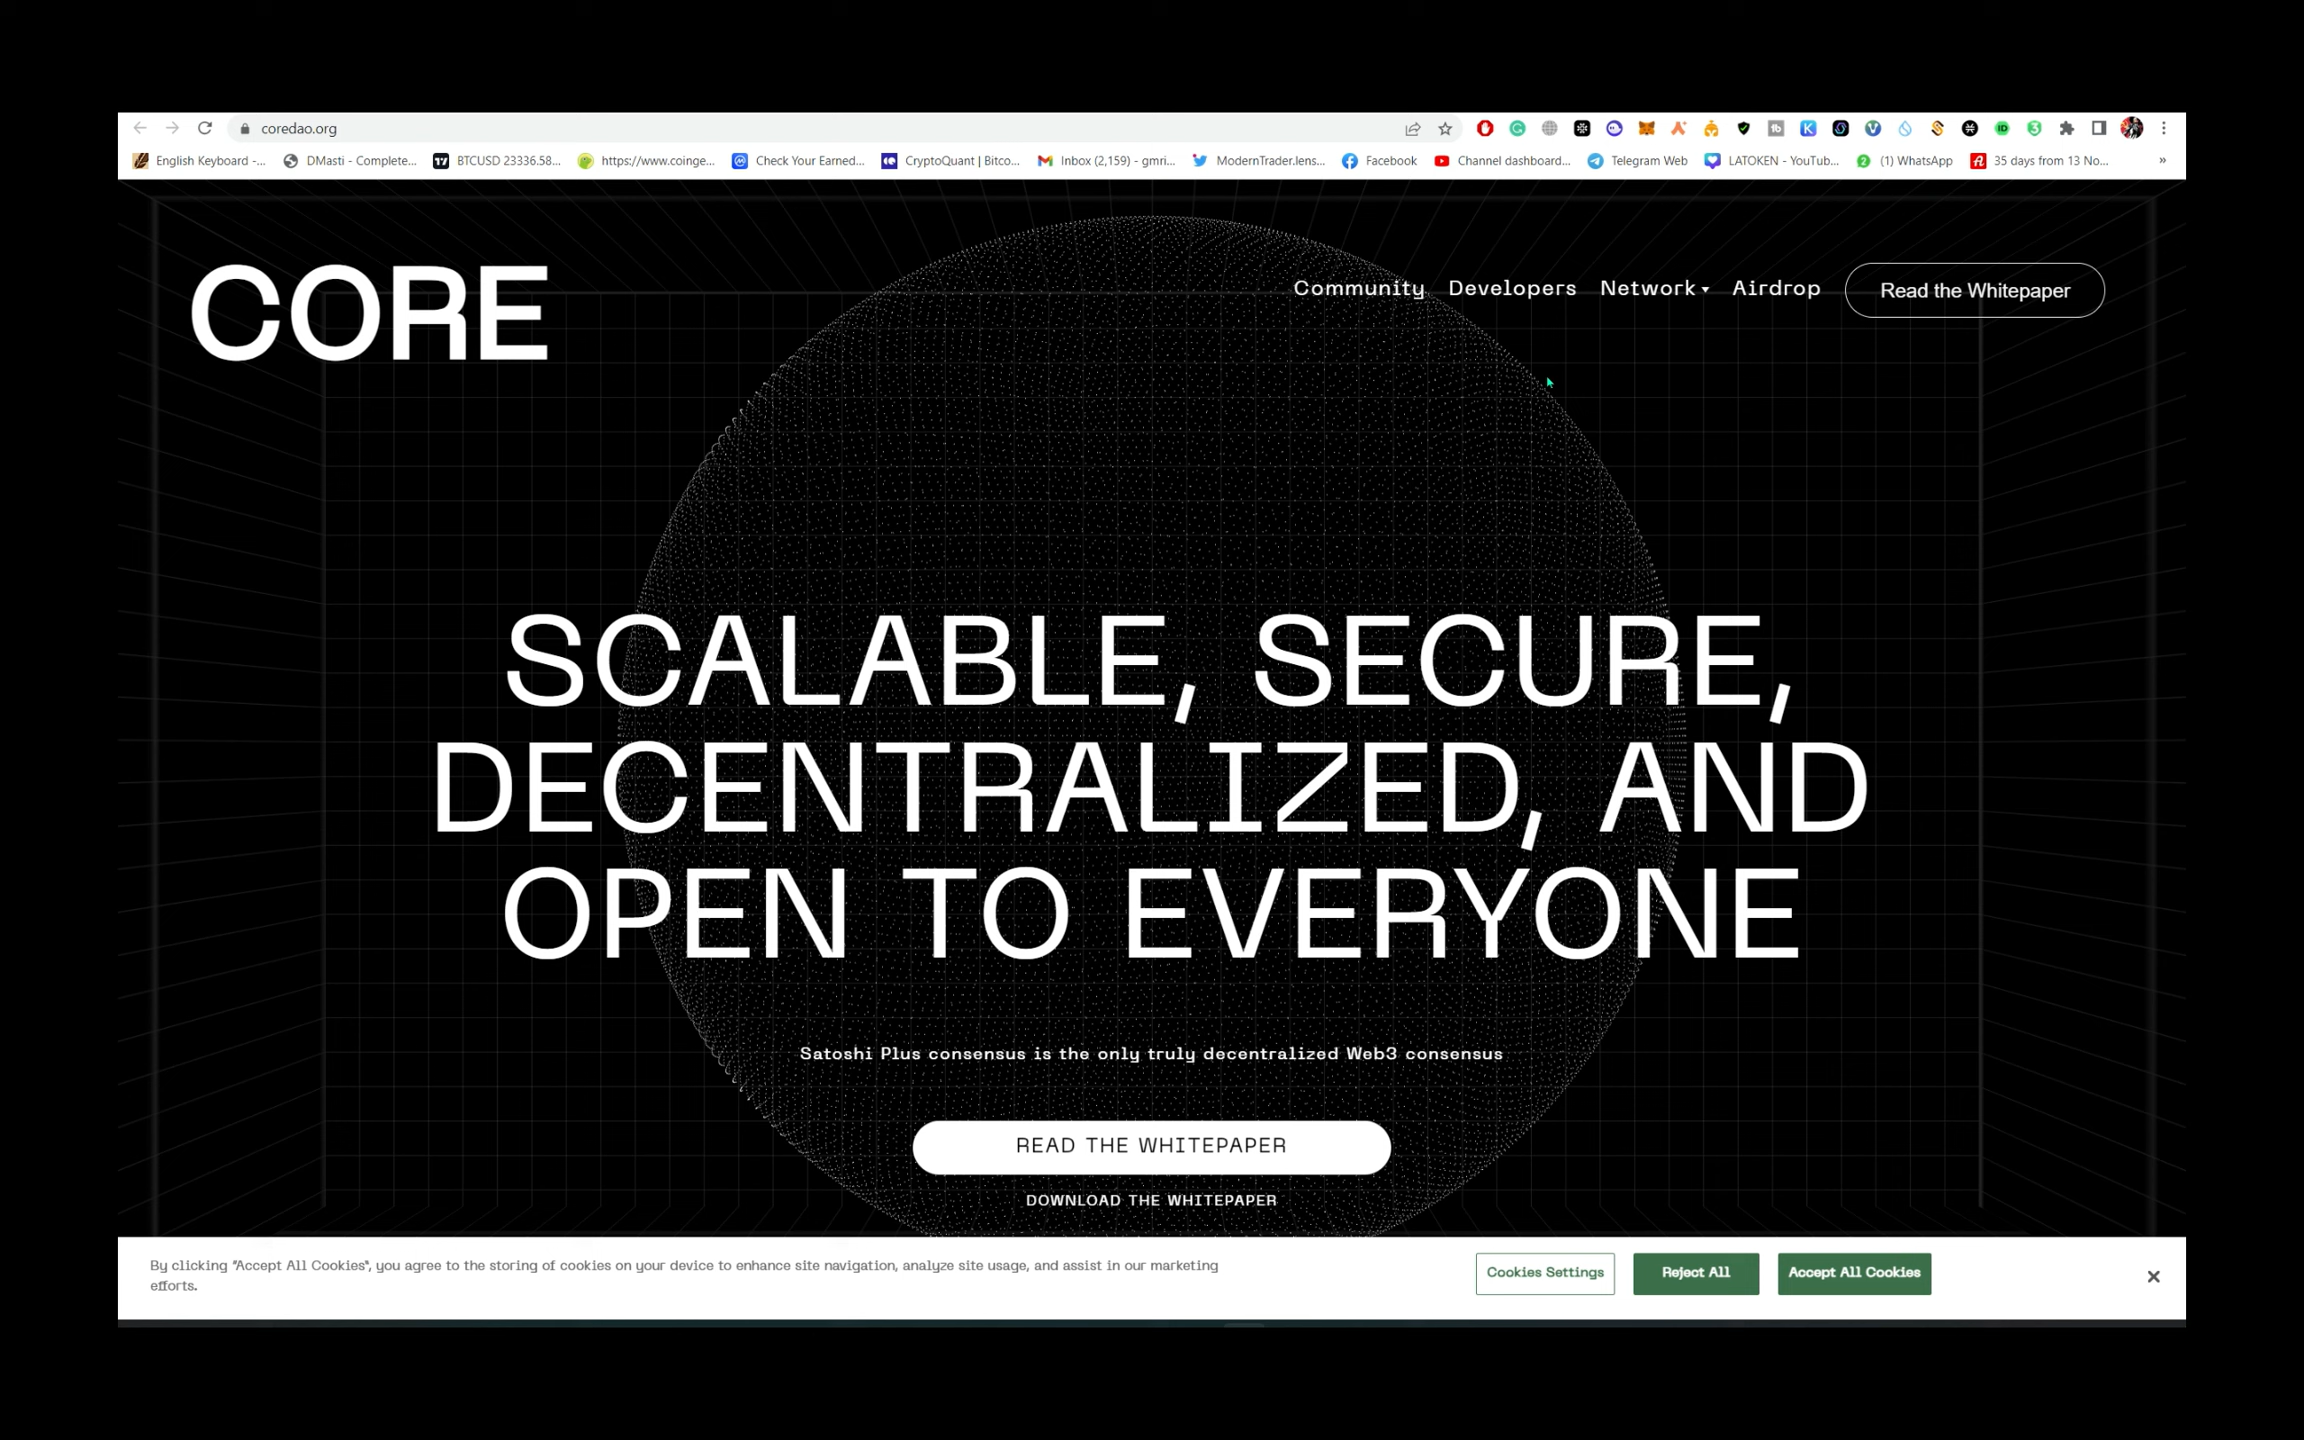 coredao.org
English Keyboard -... DMasti - Complete... BTCUSD 23336.58... https://www.coinge... Check Your Earned... CryptoQuant | Bitco... Inbox (2,159) - gmri... ModernTrader.lens... Facebook Channel dashboard... Telegram Web LATOKEN - YouTub... (1) WhatsApp 35 days from 13 No... »
CORE
Community Developers Network Airdrop Read the Whitepaper
SCALABLE, SECURE,
DECENTRALIZED, AND
OPEN TO EVERYONE
Satoshi Plus consensus is the only truly decentralized Web3 consensus
READ THE WHITEPAPER
DOWNLOAD THE WHITEPAPER
By clicking "Accept All Cookies", you agree to the storing of cookies on your device to enhance site navigation, analyze site usage, and assist in our marketing
efforts.
Cookies Settings Reject All Accept All Cookies